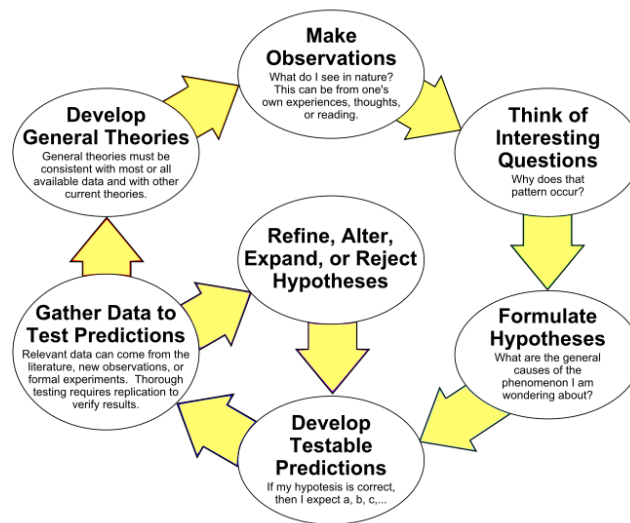 Make
Observations
What do I see in nature?
This can be from one's
own experiences, thoughts,
or reading.
Think of
Interesting
Questions
Why does that
pattern occur?
Formulate
Hypotheses
What are the general
causes of the
phenomenon I am
wondering about?
Develop
Testable
Predictions
If my hypotesis is correct,
then I expect a, b, c,...
Gather Data to
Test Predictions
Relevant data can come from the
literature, new observations, or
formal experiments. Thorough
testing requires replication to
verify results.
Refine, Alter,
Expand, or Reject
Hypotheses
Develop
General Theories
General theories must be
consistent with most or all
available data and with other
current theories.